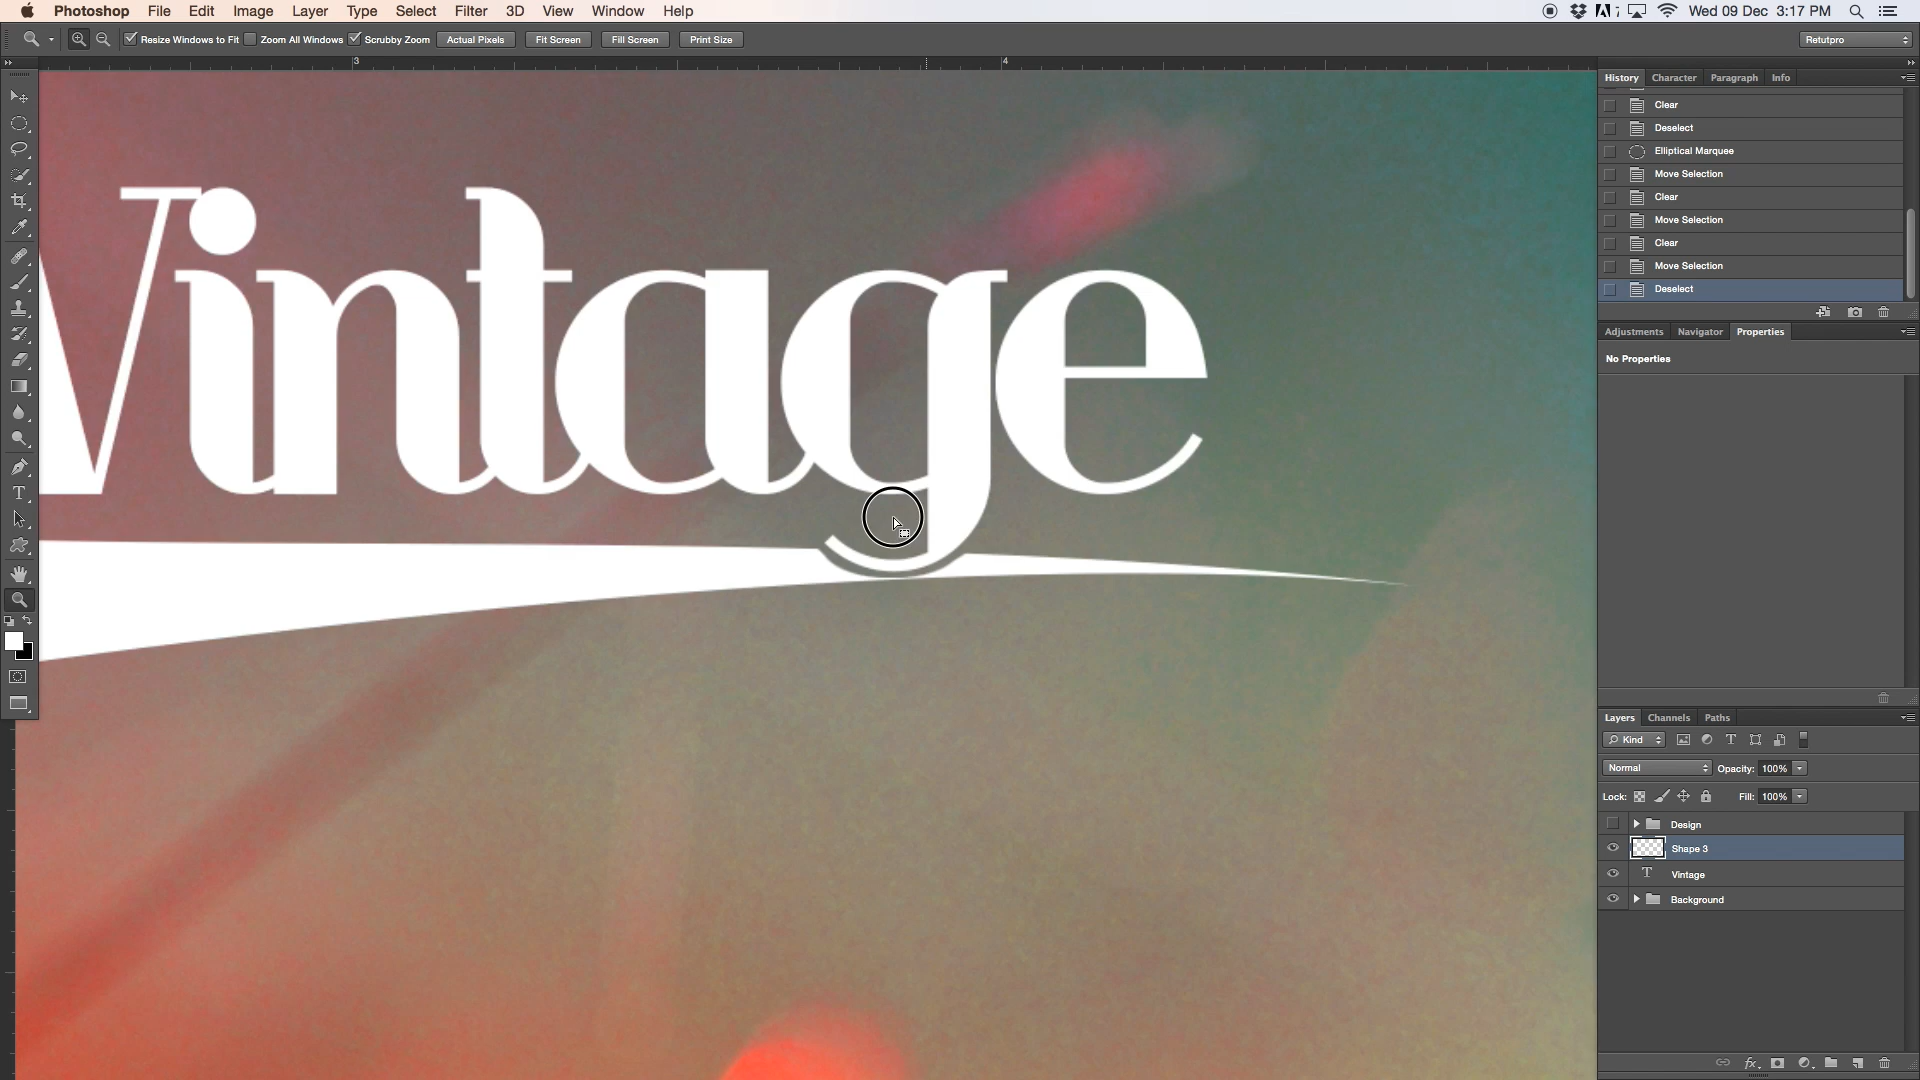 Photoshop File Edit Image Layer Type Select Filter 3D View Window Help Wed 09 Dec 3:17 PM
Resize Windows to Fit Zoom All Windows Scrubby Zoom Actual Pixels Fit Screen Fill Screen Print Size Retutpro
3 4
History Character Paragraph Info
Clear
Deselect
Elliptical Marquee
Move Selection
Clear
Move Selection
Clear
Move Selection
Deselect
Adjustments Navigator Properties
No Properties
Vintage
Layers Channels Paths
Kind
Normal Opacity: 100%
Lock: Fill: 100%
Design
Shape 3
Vintage
Background